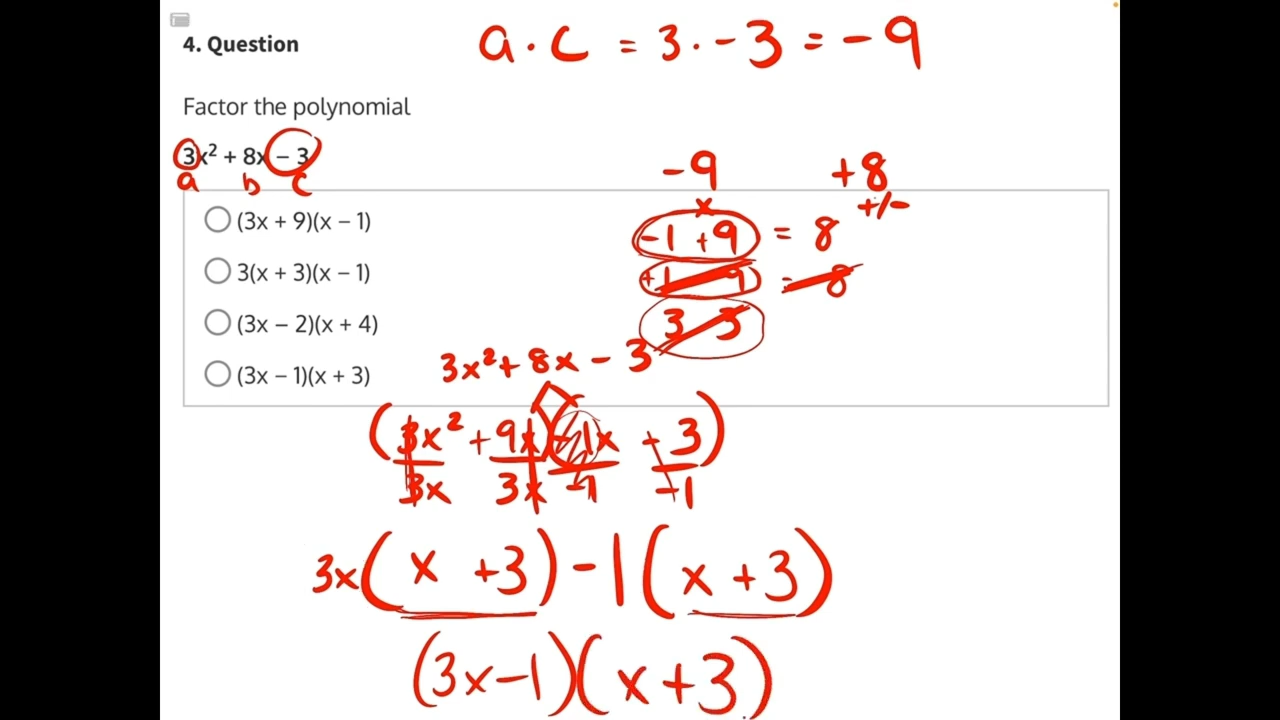 4. Question
a · c = 3 · -3 = -9
Factor the polynomial
3x² + 8x − 3
a b c
-9 +8
x +/-
(3x + 9)(x − 1)
-1 +9 = 8
3(x + 3)(x − 1)
+1 -9 = -8
(3x − 2)(x + 4)
3 3
3x² + 8x - 3
(3x − 1)(x + 3)
(3x² + 9x)(-1x - 3)
3x 3x -1 -1
3x(x +3) -1(x +3)
(3x-1)(x+3)